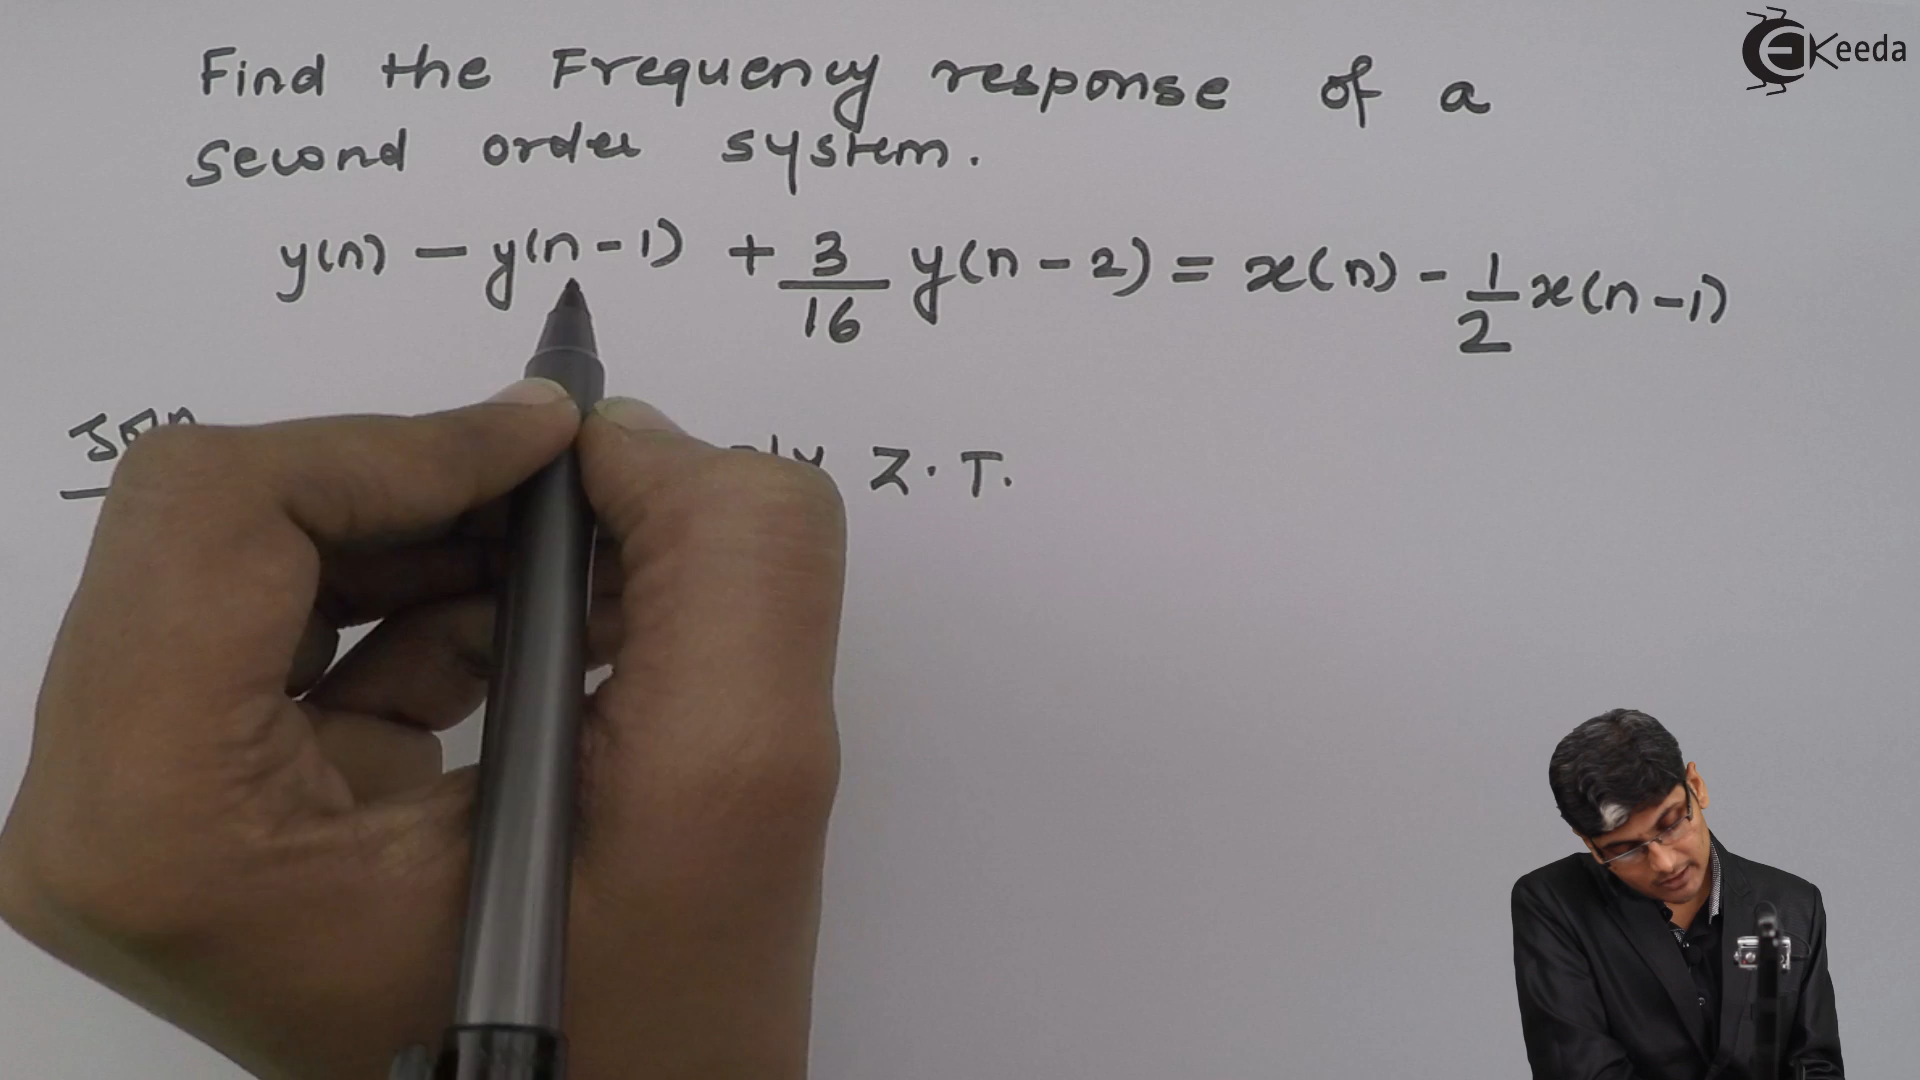 EKeeda
Find the Frequency response of a
second order system.
y(n) - y(n-1) + 3/16 y(n-2) = x(n) - 1/2 x(n-1)
Z.T.